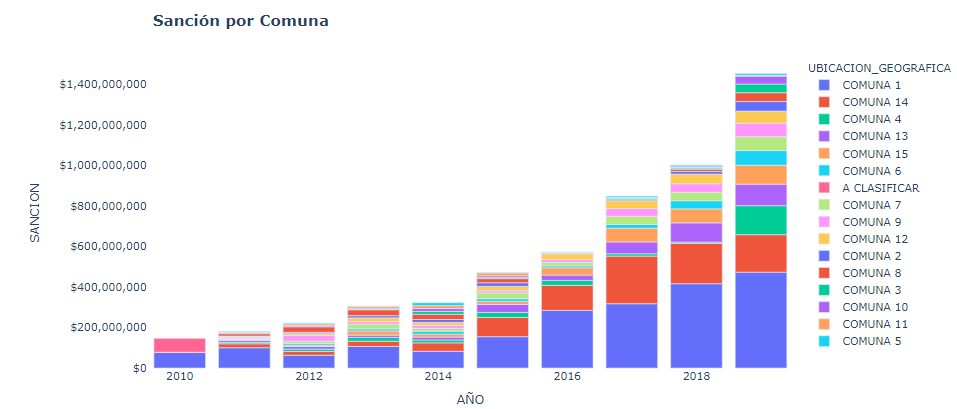 Sanción por Comuna
UBICACION_GEOGRAFICA
COMUNA 1
COMUNA 14
COMUNA 4
COMUNA 13
COMUNA 15
COMUNA 6
A CLASIFICAR
COMUNA 7
COMUNA 9
COMUNA 12
COMUNA 2
COMUNA 8
COMUNA 3
COMUNA 10
COMUNA 11
COMUNA 5
$1,400,000,000
$1,200,000,000
$1,000,000,000
$800,000,000
$600,000,000
$400,000,000
$200,000,000
$0
SANCION
2010 2012 2014 2016 2018
AÑO